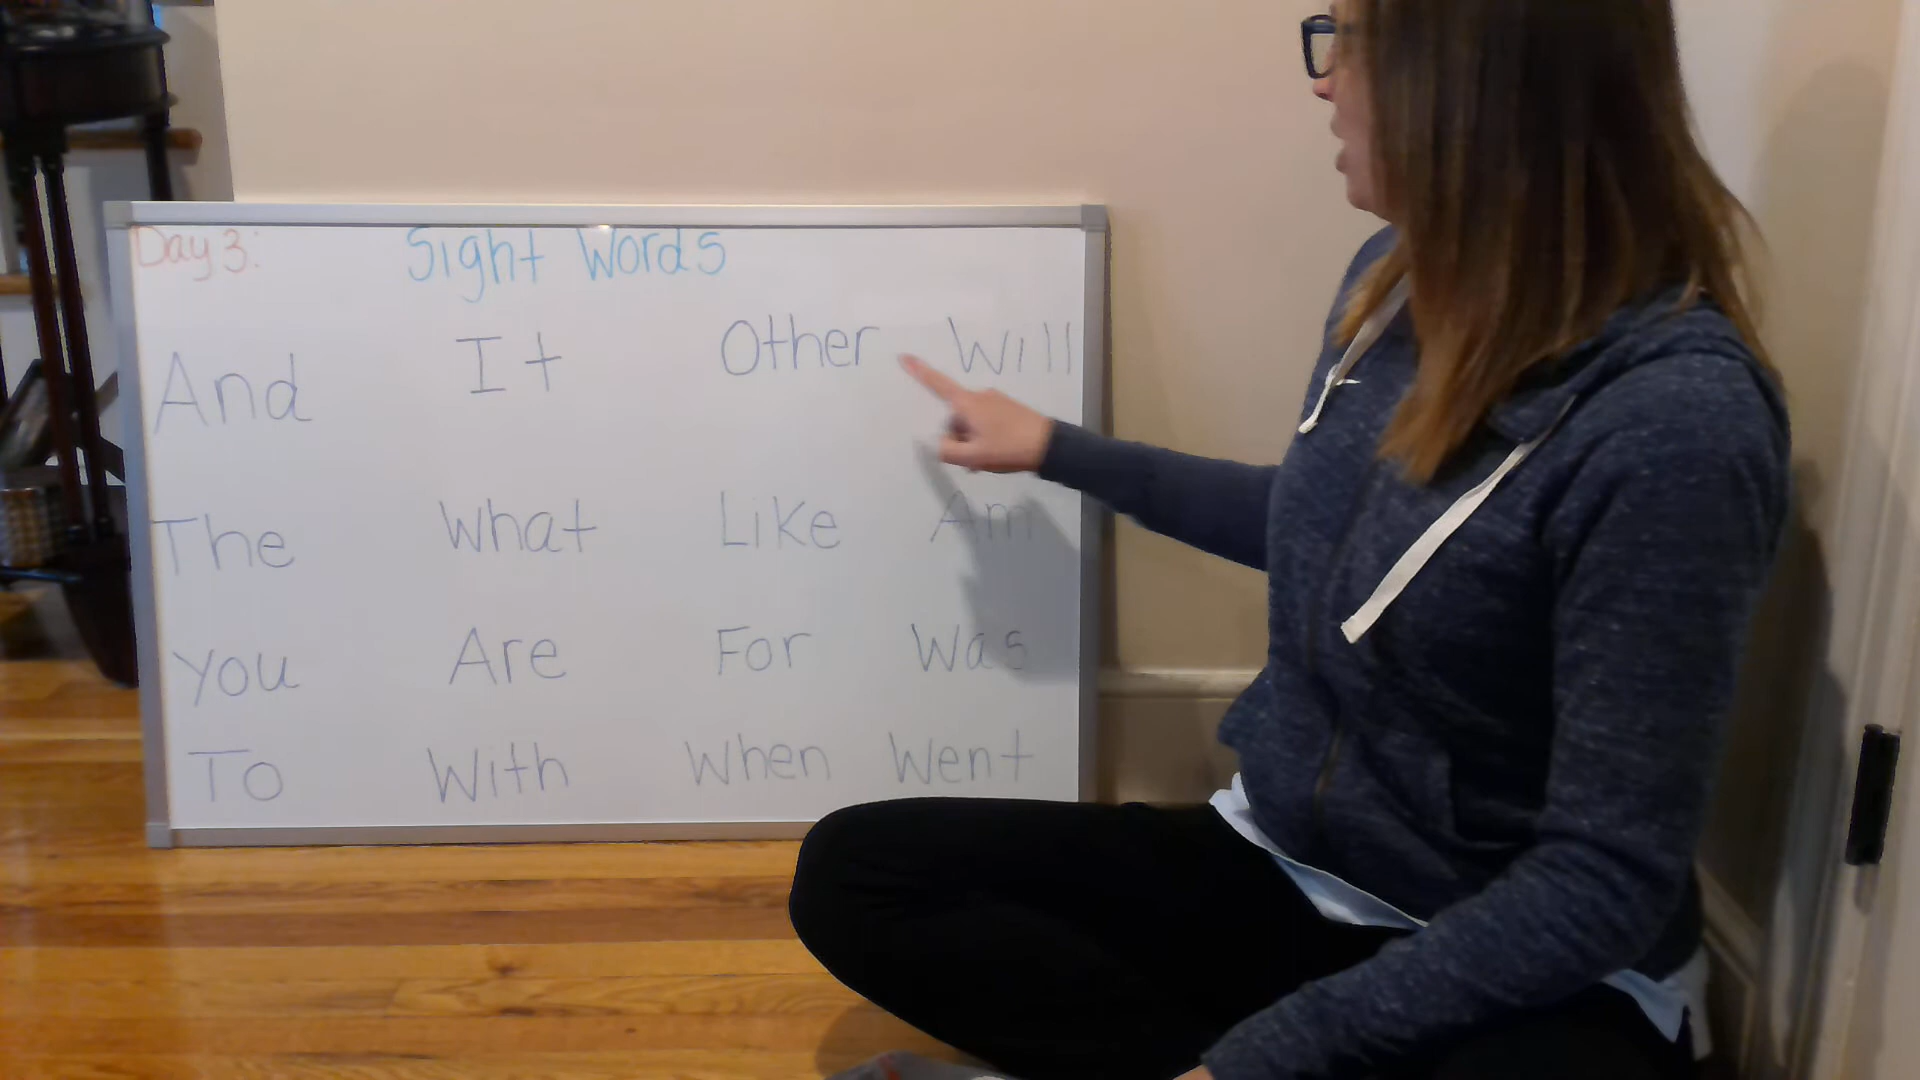 Day 3: Sight Words
And It Other Will
The What Like Am
You Are For Was
To With When Went